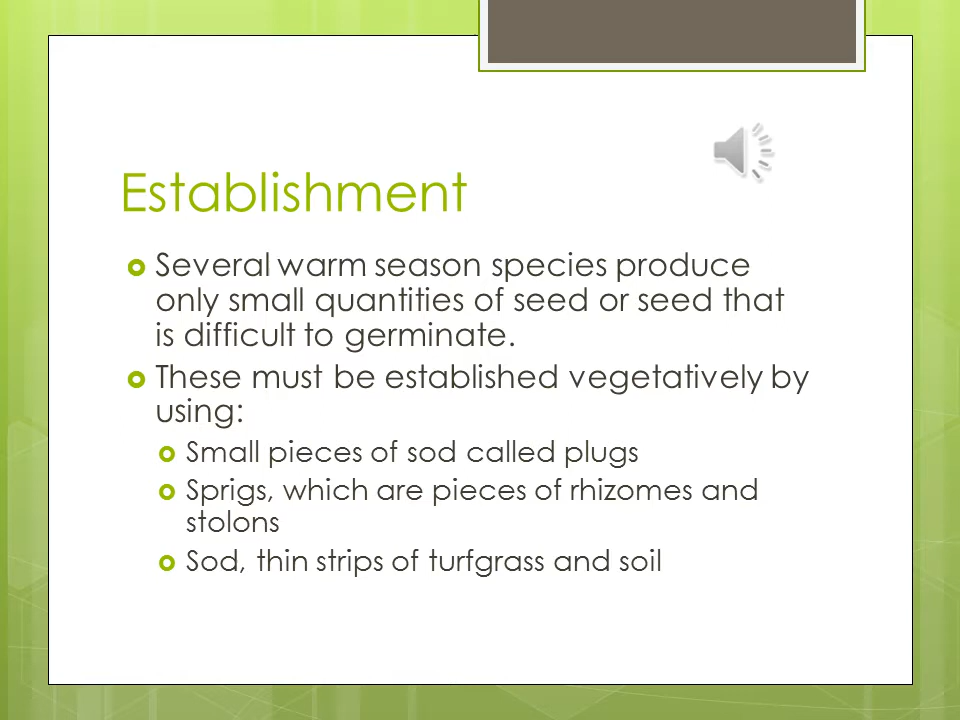 Establishment
Several warm season species produce
only small quantities of seed or seed that
is difficult to germinate.
These must be established vegetatively by
using:
Small pieces of sod called plugs
Sprigs, which are pieces of rhizomes and
stolons
Sod, thin strips of turfgrass and soil